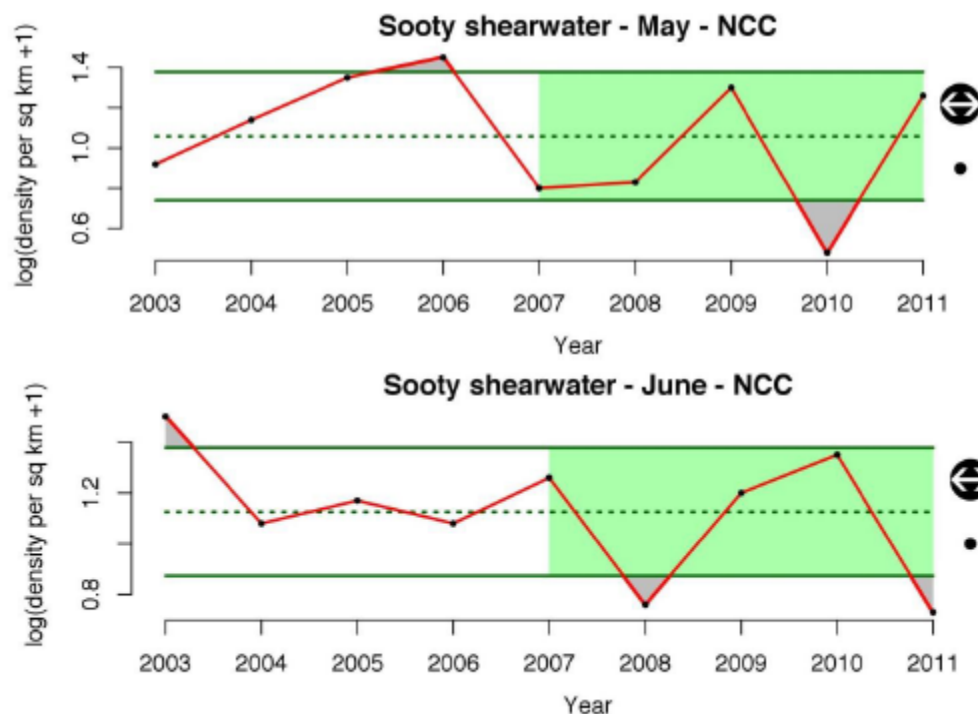 Sooty shearwater - May - NCC
log(density per sq km +1)
1.4
1.0
0.6
2003 2004 2005 2006 2007 2008 2009 2010 2011
Year
Sooty shearwater - June - NCC
log(density per sq km +1)
1.2
0.8
2003 2004 2005 2006 2007 2008 2009 2010 2011
Year